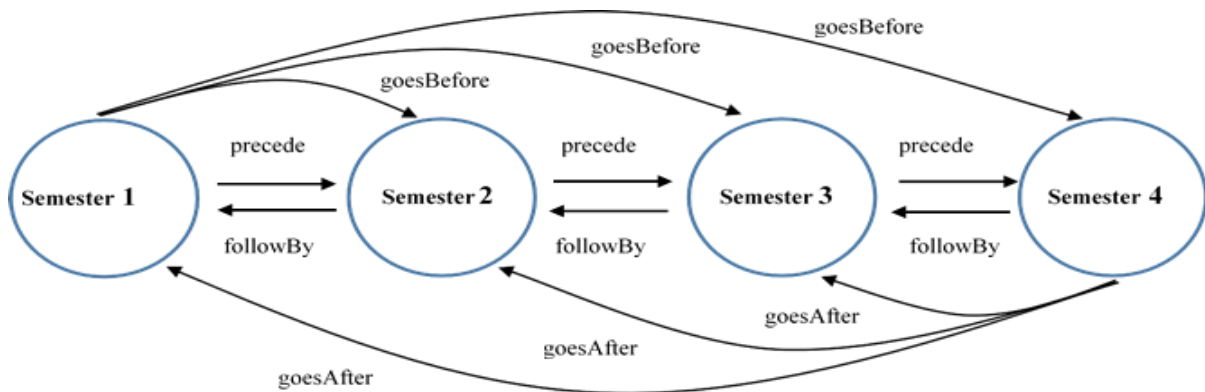 goesBefore
goesBefore
goesBefore
precede
precede
precede
Semester 1
Semester 2
Semester 3
Semester 4
followBy
followBy
followBy
goesAfter
goesAfter
goesAfter